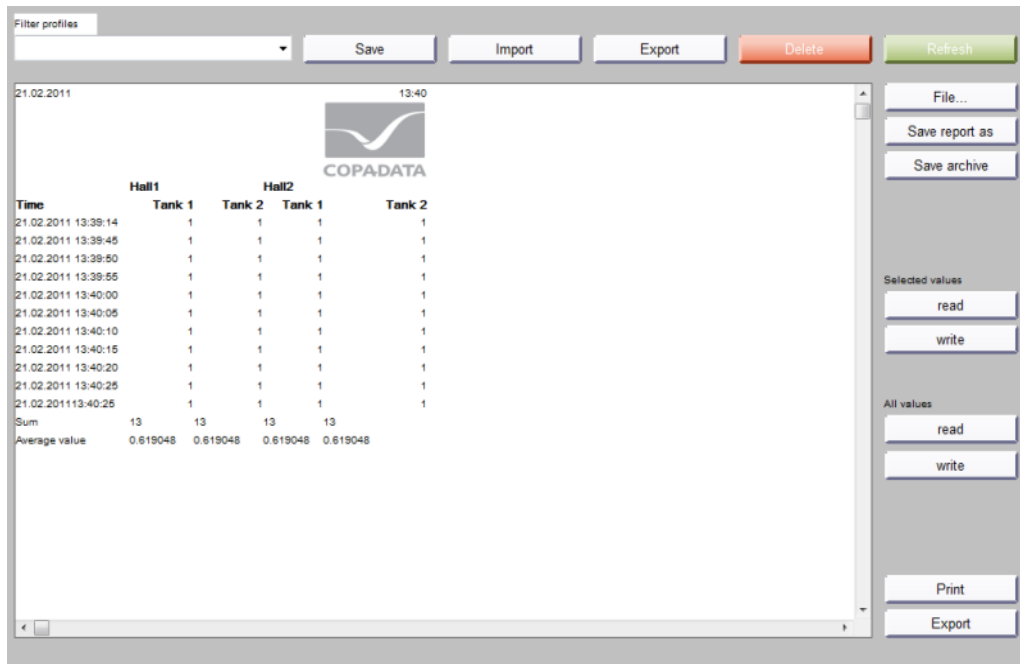 Filter profiles
Save Import Export Delete Refresh
21.02.2011 13:40
File...
Save report as
Save archive
COPADATA
Hall1 Hall2
Time Tank 1 Tank 2 Tank 1 Tank 2
21.02.2011 13:39:14 1 1 1 1
21.02.2011 13:39:45 1 1 1 1
21.02.2011 13:39:50 1 1 1 1
21.02.2011 13:39:55 1 1 1 1
21.02.2011 13:40:00 1 1 1 1
21.02.2011 13:40:05 1 1 1 1
21.02.2011 13:40:10 1 1 1 1
21.02.2011 13:40:15 1 1 1 1
21.02.2011 13:40:20 1 1 1 1
21.02.2011 13:40:25 1 1 1 1
21.02.201113:40:25 1 1 1 1
Sum 13 13 13 13
Average value 0.619048 0.619048 0.619048 0.619048
Selected values
read
write
All values
read
write
Print
Export